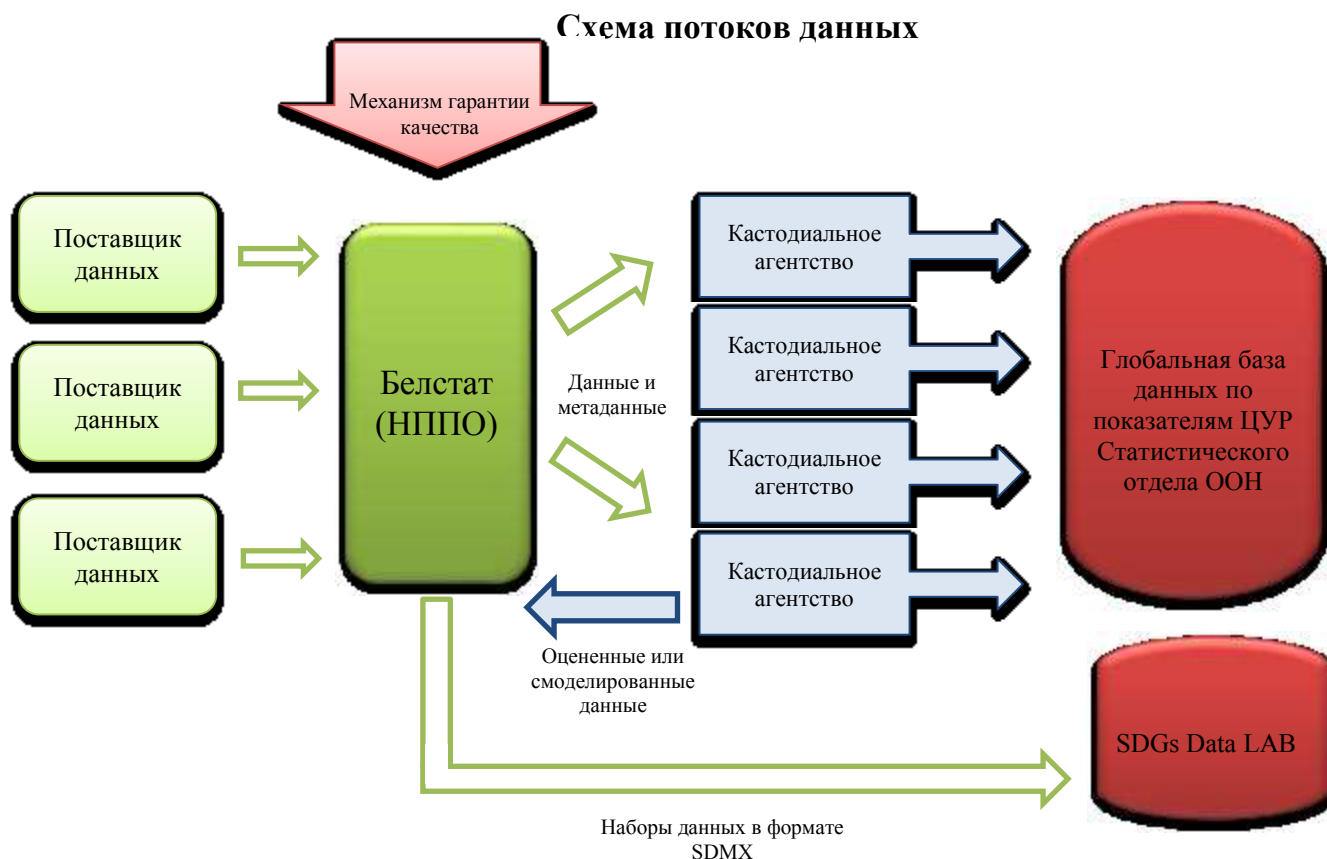 Схема потоков данных
Механизм гарантии
качества
Поставщик
данных
Поставщик
данных
Поставщик
данных
Белстат
(НППО)
Данные и
метаданные
Кастодиальное
агентство
Кастодиальное
агентство
Кастодиальное
агентство
Кастодиальное
агентство
Оцененные или
смоделированные
данные
Глобальная база
данных по
показателям ЦУР
Статистического
отдела ООН
SDGs Data LAB
Наборы данных в формате
SDMX